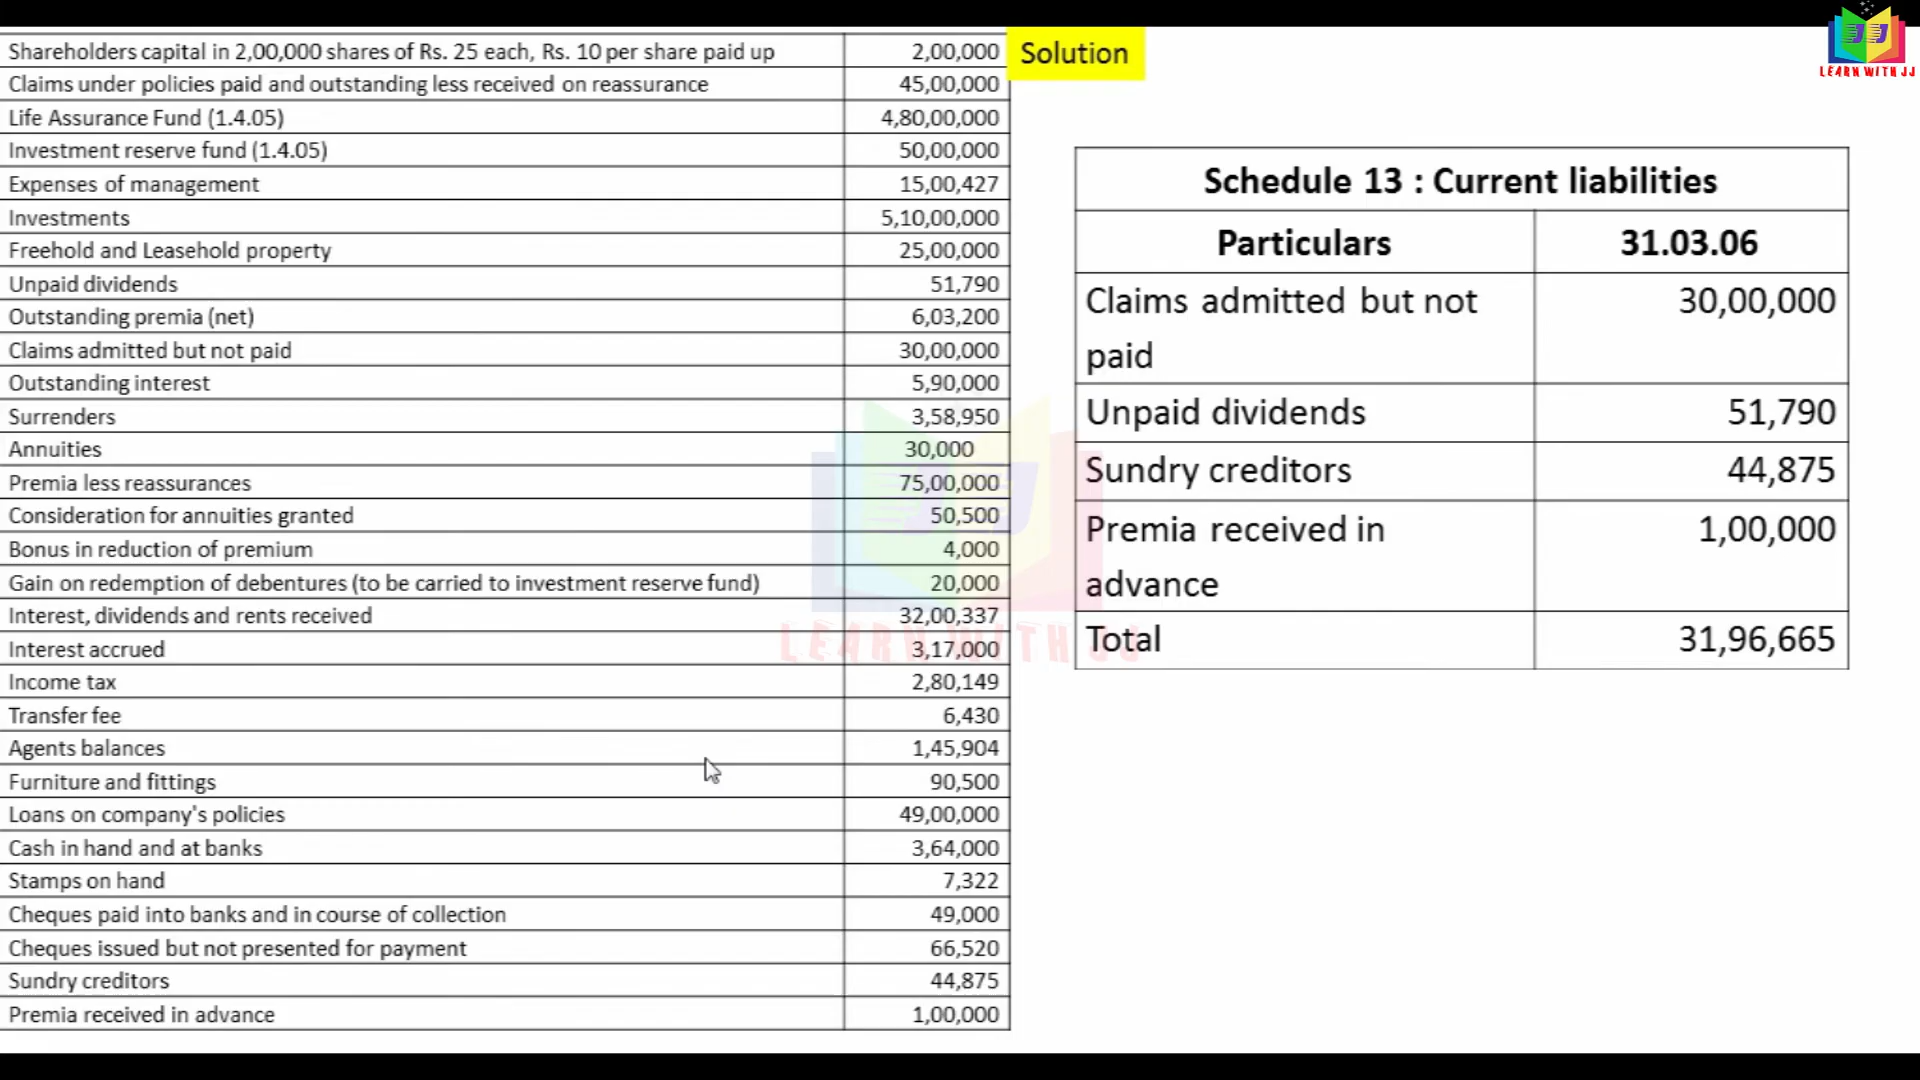 Shareholders capital in 2,00,000 shares of Rs. 25 each, Rs. 10 per share paid up 2,00,000
Claims under policies paid and outstanding less received on reassurance 45,00,000
Life Assurance Fund (1.4.05) 4,80,00,000
Investment reserve fund (1.4.05) 50,00,000
Expenses of management 15,00,427
Investments 5,10,00,000
Freehold and Leasehold property 25,00,000
Unpaid dividends 51,790
Outstanding premia (net) 6,03,200
Claims admitted but not paid 30,00,000
Outstanding interest 5,90,000
Surrenders 3,58,950
Annuities 30,000
Premia less reassurances 75,00,000
Consideration for annuities granted 50,500
Bonus in reduction of premium 4,000
Gain on redemption of debentures (to be carried to investment reserve fund) 20,000
Interest, dividends and rents received 32,00,337
Interest accrued 3,17,000
Income tax 2,80,149
Transfer fee 6,430
Agents balances 1,45,904
Furniture and fittings 90,500
Loans on company's policies 49,00,000
Cash in hand and at banks 3,64,000
Stamps on hand 7,322
Cheques paid into banks and in course of collection 49,000
Cheques issued but not presented for payment 66,520
Sundry creditors 44,875
Premia received in advance 1,00,000
Solution
Schedule 13 : Current liabilities
Particulars 31.03.06
Claims admitted but not 30,00,000
paid
Unpaid dividends 51,790
Sundry creditors 44,875
Premia received in 1,00,000
advance
Total 31,96,665
JJ
LEARN WITH JJ
JJ
LEARN WITH JJ